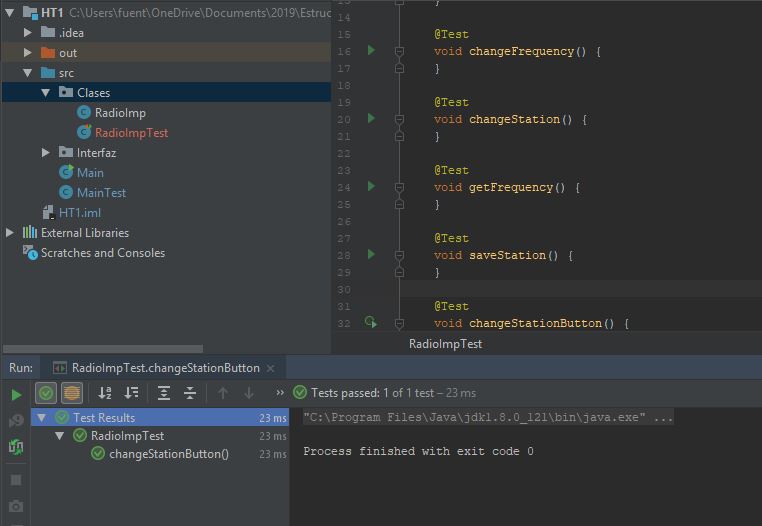 HT1 C:\Users\fuent\OneDrive\Documents\2019\Estruc
.idea
out
src
Clases
RadioImp
RadioImpTest
Interfaz
Main
MainTest
HT1.iml
External Libraries
Scratches and Consoles
13 }
14
15 @Test
16 void changeFrequency() {
17 }
18
19 @Test
20 void changeStation() {
21 }
22
23 @Test
24 void getFrequency() {
25 }
26
27 @Test
28 void saveStation() {
29 }
30
31 @Test
32 void changeStationButton() {
RadioImpTest
Run: RadioImpTest.changeStationButton ×
Tests passed: 1 of 1 test – 23 ms
Test Results 23 ms
RadioImpTest 23 ms
changeStationButton() 23 ms
"C:\Program Files\Java\jdk1.8.0_121\bin\java.exe" ...
Process finished with exit code 0